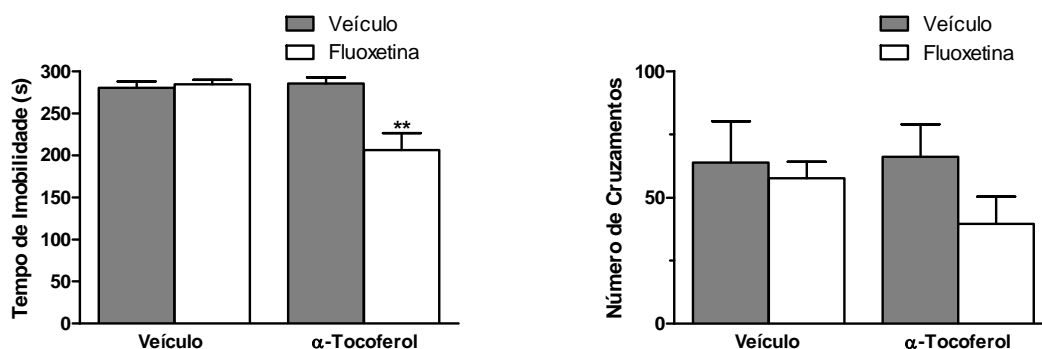 Veículo
Fluoxetina
Tempo de Imobilidade (s)
300
250
200
150
100
50
0
**
Veículo
α-Tocoferol
Veículo
Fluoxetina
Número de Cruzamentos
100
50
0
Veículo
α-Tocoferol